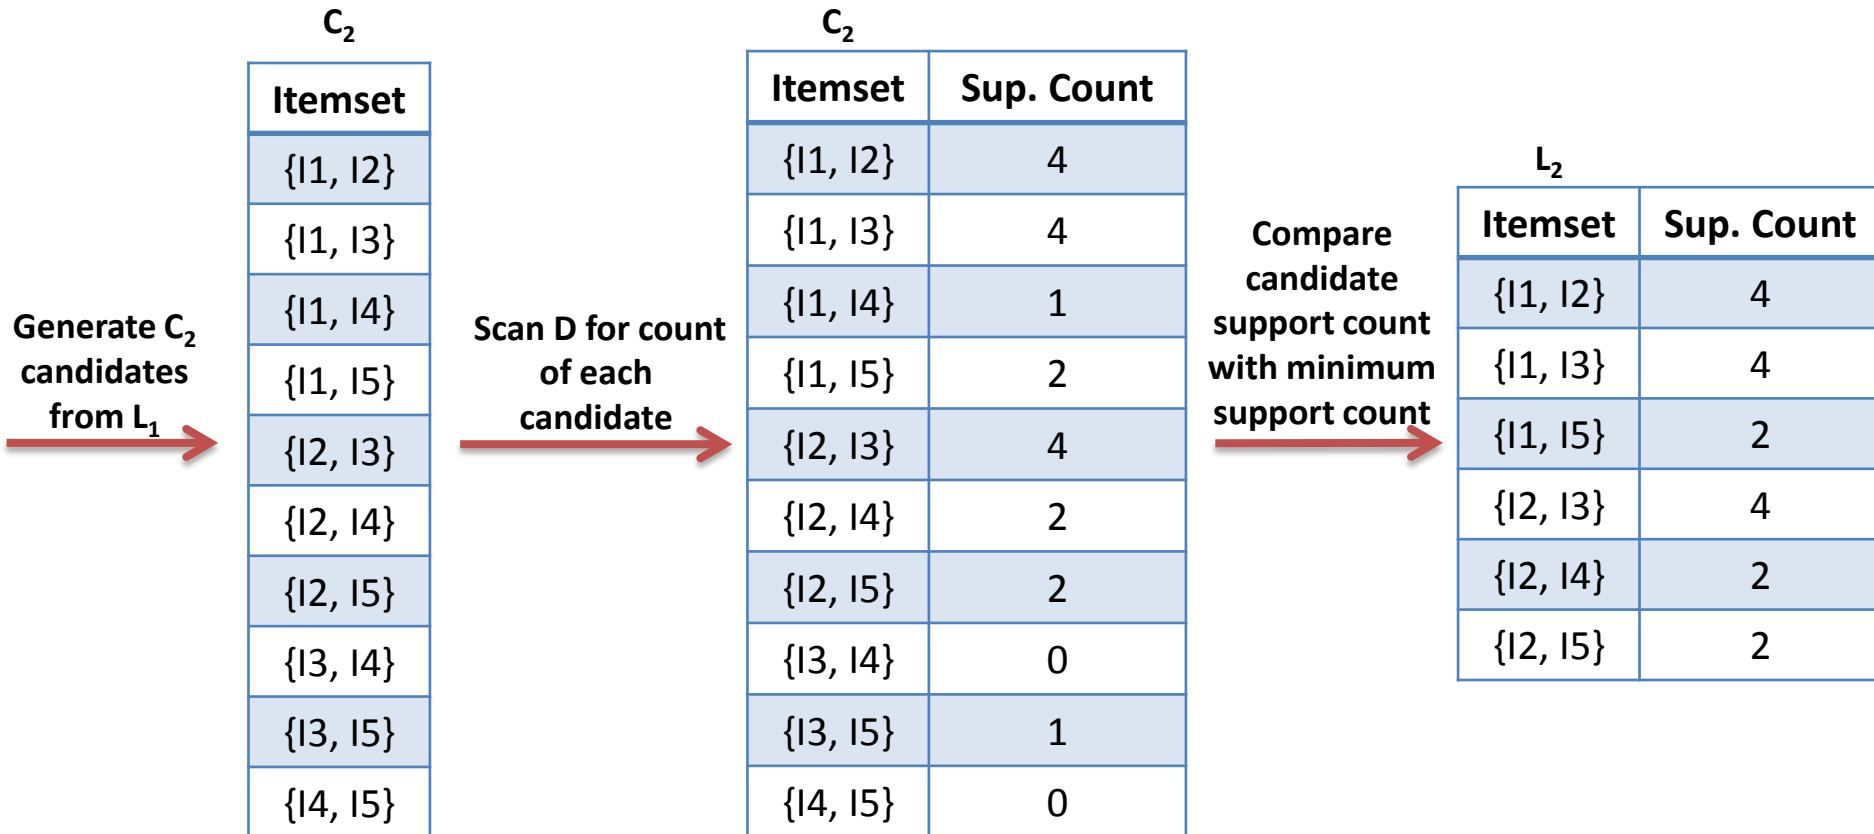 Generate C₂
candidates
from L₁
C₂
Itemset
{I1, I2}
{I1, I3}
{I1, I4}
{I1, I5}
{I2, I3}
{I2, I4}
{I2, I5}
{I3, I4}
{I3, I5}
{I4, I5}
Scan D for count
of each
candidate
C₂
Itemset Sup. Count
{I1, I2} 4
{I1, I3} 4
{I1, I4} 1
{I1, I5} 2
{I2, I3} 4
{I2, I4} 2
{I2, I5} 2
{I3, I4} 0
{I3, I5} 1
{I4, I5} 0
Compare
candidate
support count
with minimum
support count
L₂
Itemset Sup. Count
{I1, I2} 4
{I1, I3} 4
{I1, I5} 2
{I2, I3} 4
{I2, I4} 2
{I2, I5} 2